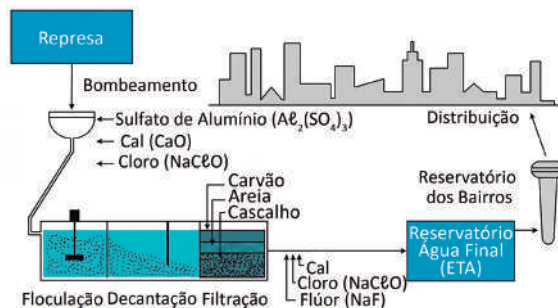 Represa
Bombeamento
Sulfato de Alumínio (Aℓ₂(SO₄)₃)
Cal (CaO)
Cloro (NaCℓO)
Distribuição
Carvão
Areia
Cascalho
Reservatório
dos Bairros
Reservatório
Água Final
(ETA)
Cal
Cloro (NaCℓO)
Flúor (NaF)
Floculação Decantação Filtração